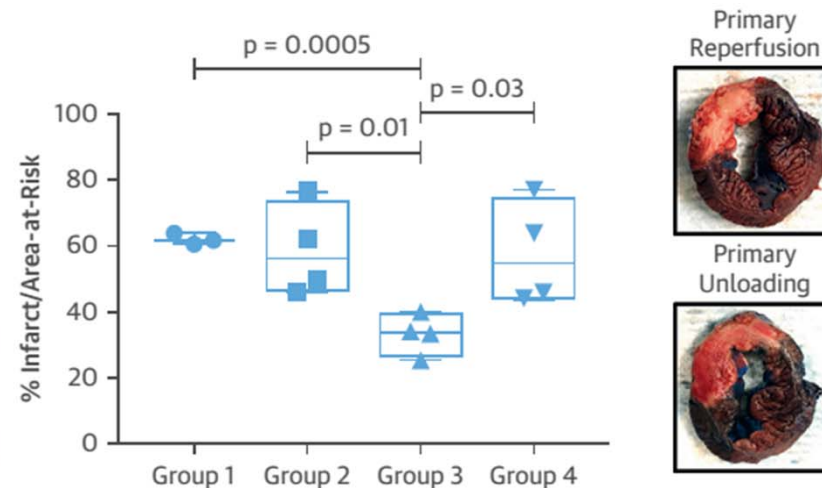 p = 0.0005
p = 0.03
p = 0.01
% Infarct/Area-at-Risk
100
80
60
40
20
0
Group 1 Group 2 Group 3 Group 4
Primary
Reperfusion
Primary
Unloading